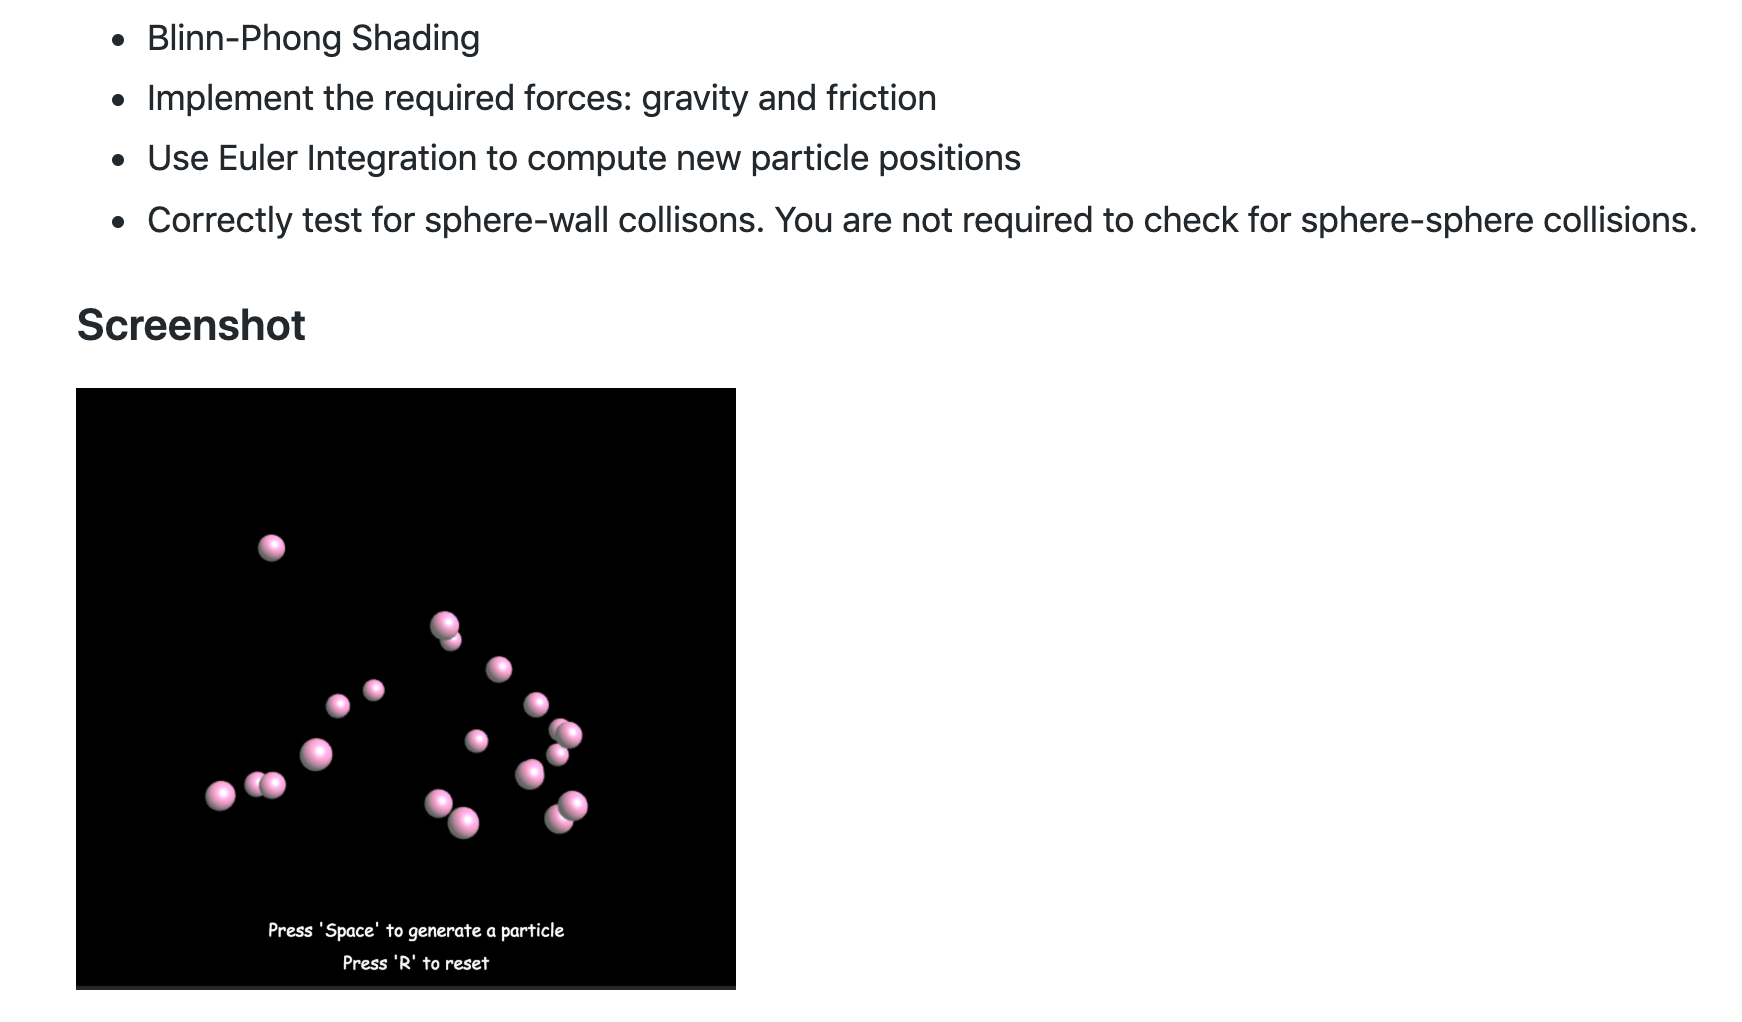 Blinn-Phong Shading
Implement the required forces: gravity and friction
Use Euler Integration to compute new particle positions
Correctly test for sphere-wall collisons. You are not required to check for sphere-sphere collisions.
Screenshot
Press 'Space' to generate a particle
Press 'R' to reset